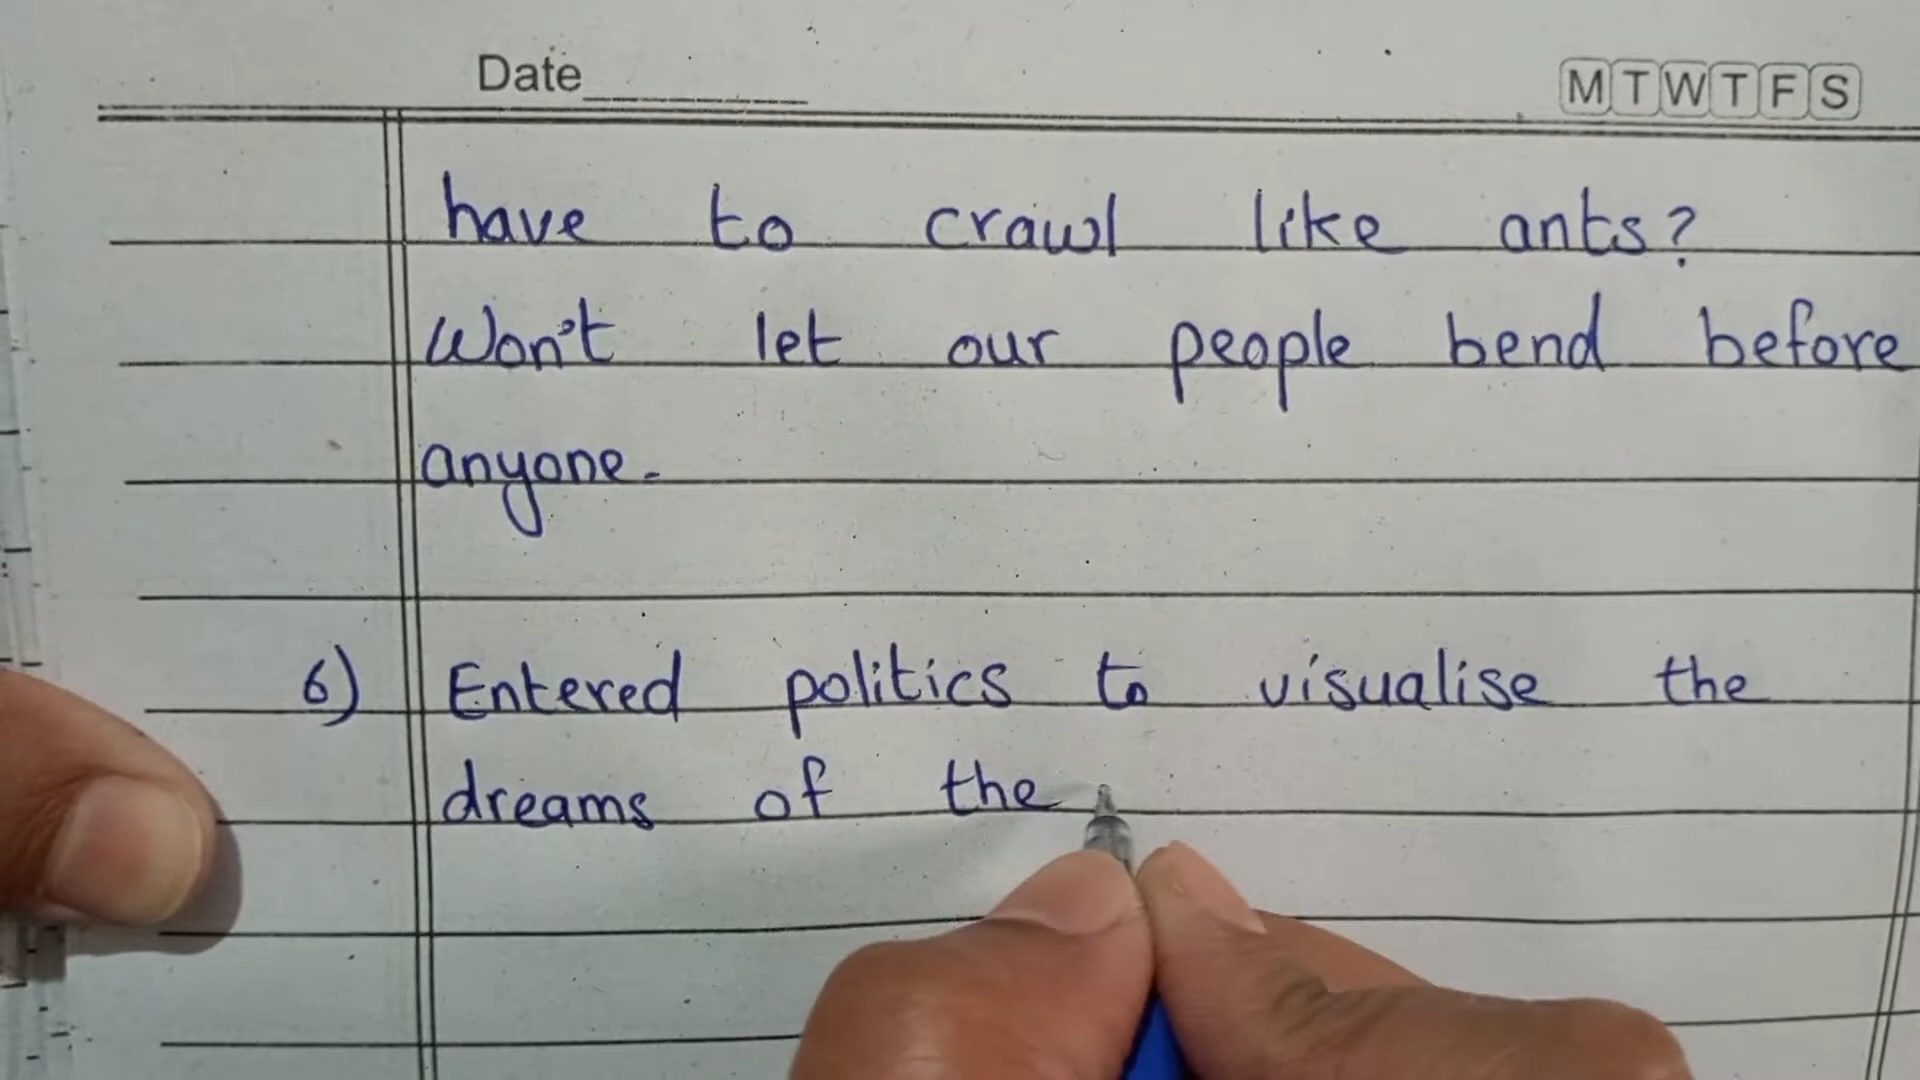 Date
M T W T F S
have to crawl like ants?
Won't let our people bend before
anyone.
6) Entered politics to visualise the
dreams of the